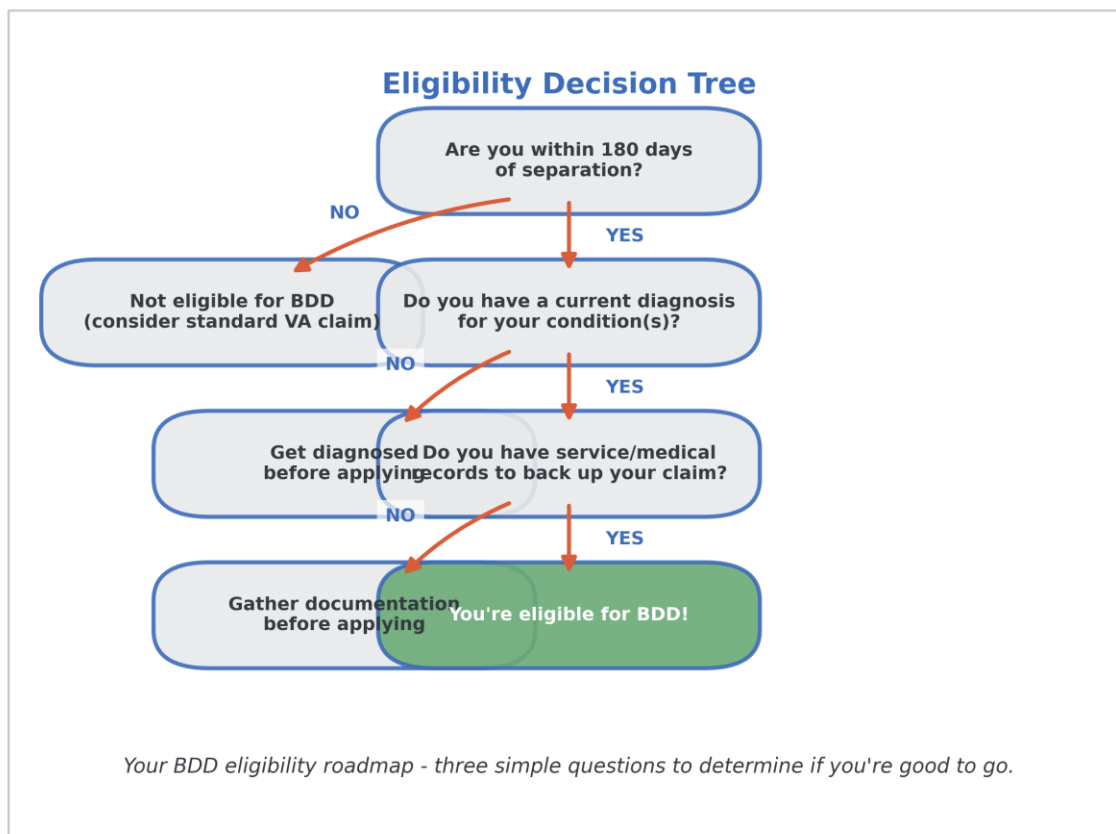 Eligibility Decision Tree
Are you within 180 days
of separation?
NO
YES
Not eligible for BDD
(consider standard VA claim)
Do you have a current diagnosis
for your condition(s)?
NO
YES
Get diagnosed
before applying
Do you have service/medical
records to back up your claim?
NO
YES
Gather documentation
before applying
You're eligible for BDD!
Your BDD eligibility roadmap - three simple questions to determine if you're good to go.